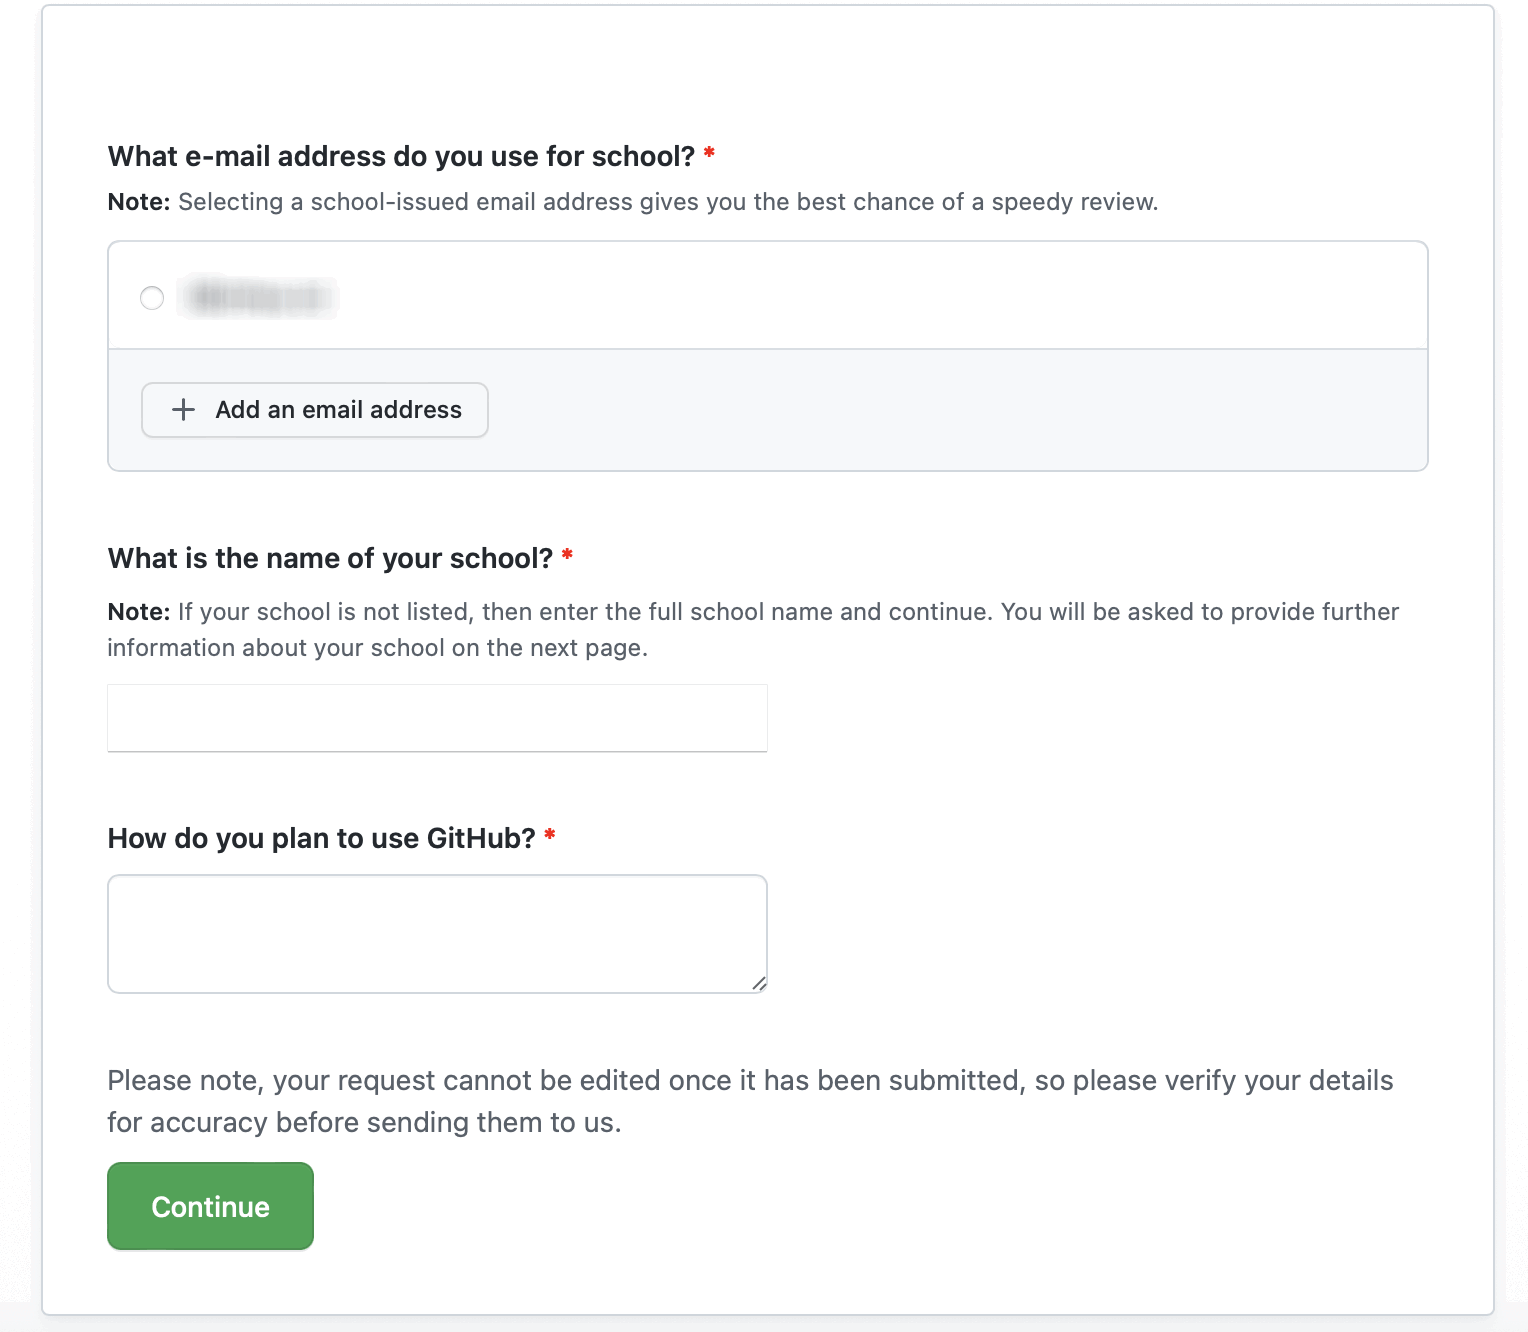 What e-mail address do you use for school? *
Note: Selecting a school-issued email address gives you the best chance of a speedy review.
Add an email address
What is the name of your school? *
Note: If your school is not listed, then enter the full school name and continue. You will be asked to provide further
information about your school on the next page.
How do you plan to use GitHub? *
Please note, your request cannot be edited once it has been submitted, so please verify your details
for accuracy before sending them to us.
Continue